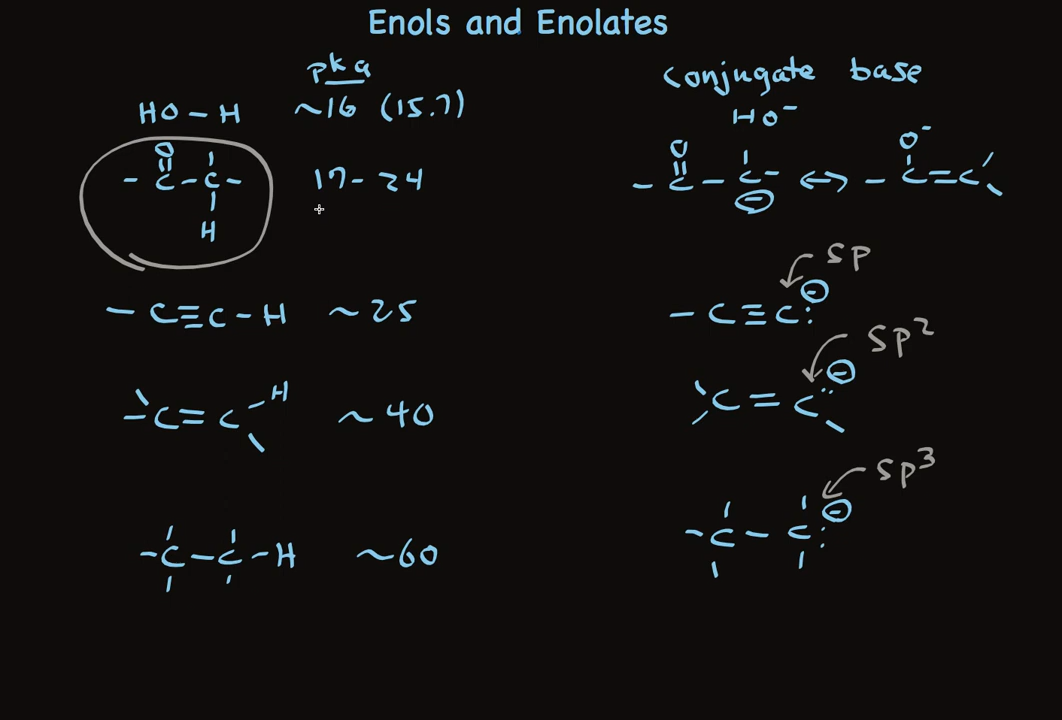 Enols and Enolates
pka
conjugate base
HO-H ~16 (15.7)
HO⁻
O O O⁻
-C-C- 17-24 -C-C- ↔ -C=C
H ⊖
sp
-C≡C-H ~25 -C≡C:⊖
sp²
C=C-H ~40 C=C:⊖
sp³
-C-C-H ~60 -C-C:⊖